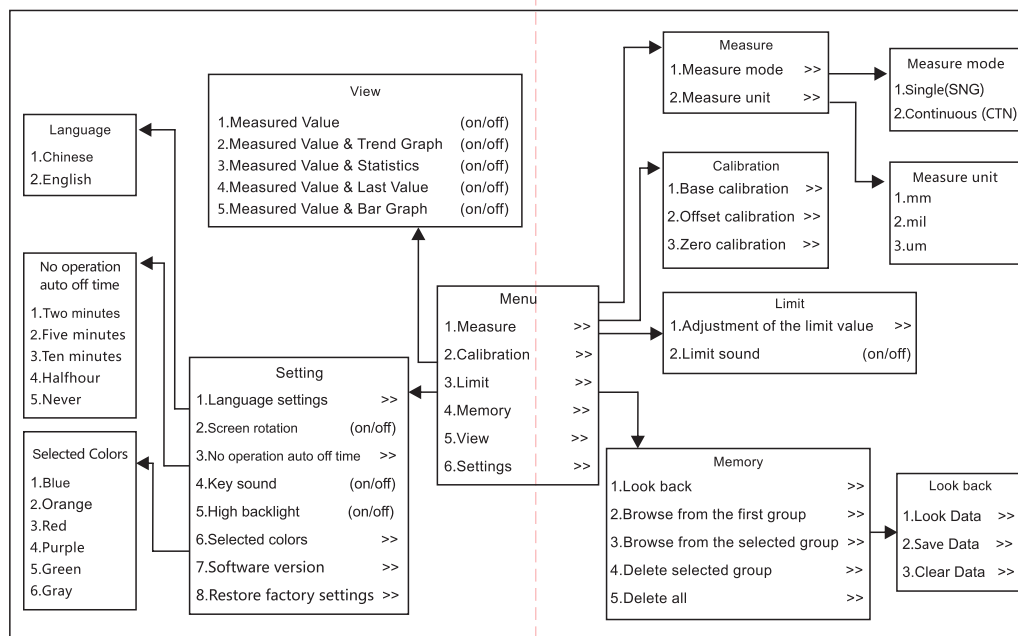 View
1.Measured Value (on/off)
2.Measured Value & Trend Graph (on/off)
3.Measured Value & Statistics (on/off)
4.Measured Value & Last Value (on/off)
5.Measured Value & Bar Graph (on/off)
Language
1.Chinese
2.English
No operation
auto off time
1.Two minutes
2.Five minutes
3.Ten minutes
4.Halfhour
5.Never
Selected Colors
1.Blue
2.Orange
3.Red
4.Purple
5.Green
6.Gray
Setting
1.Language settings >>
2.Screen rotation (on/off)
3.No operation auto off time >>
4.Key sound (on/off)
5.High backlight (on/off)
6.Selected colors >>
7.Software version >>
8.Restore factory settings >>
Menu
1.Measure >>
2.Calibration >>
3.Limit >>
4.Memory >>
5.View >>
6.Settings >>
Measure
1.Measure mode >>
2.Measure unit >>
Measure mode
1.Single(SNG)
2.Continuous (CTN)
Measure unit
1.mm
2.mil
3.um
Calibration
1.Base calibration >>
2.Offset calibration >>
3.Zero calibration >>
Limit
1.Adjustment of the limit value >>
2.Limit sound (on/off)
Memory
1.Look back >>
2.Browse from the first group >>
3.Browse from the selected group >>
4.Delete selected group >>
5.Delete all >>
Look back
1.Look Data >>
2.Save Data >>
3.Clear Data >>